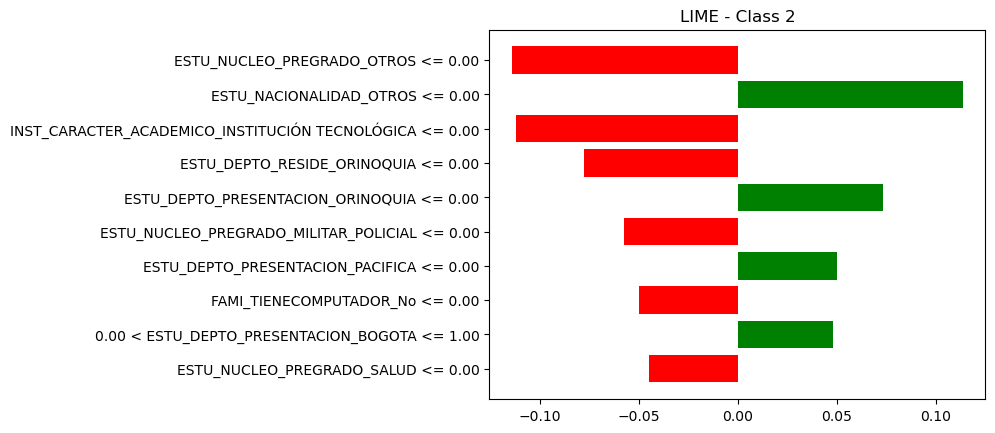 LIME - Class 2
ESTU_NUCLEO_PREGRADO_OTROS <= 0.00
ESTU_NACIONALIDAD_OTROS <= 0.00
INST_CARACTER_ACADEMICO_INSTITUCIÓN TECNOLÓGICA <= 0.00
ESTU_DEPTO_RESIDE_ORINOQUIA <= 0.00
ESTU_DEPTO_PRESENTACION_ORINOQUIA <= 0.00
ESTU_NUCLEO_PREGRADO_MILITAR_POLICIAL <= 0.00
ESTU_DEPTO_PRESENTACION_PACIFICA <= 0.00
FAMI_TIENECOMPUTADOR_No <= 0.00
0.00 < ESTU_DEPTO_PRESENTACION_BOGOTA <= 1.00
ESTU_NUCLEO_PREGRADO_SALUD <= 0.00
−0.10 −0.05 0.00 0.05 0.10